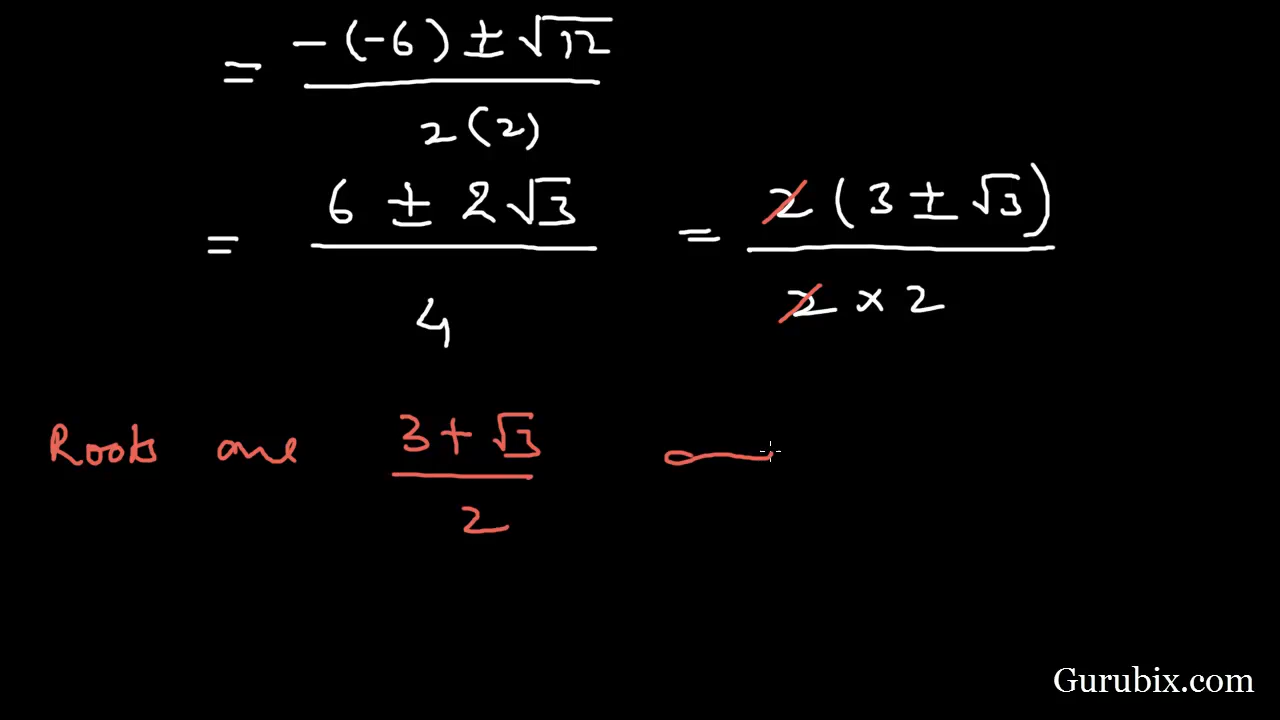 = -(-6) ± √12 / 2(2)
= 6 ± 2√3 / 4 = 2(3 ± √3) / 2 × 2
Roots are 3 + √3 / 2
Gurubix.com